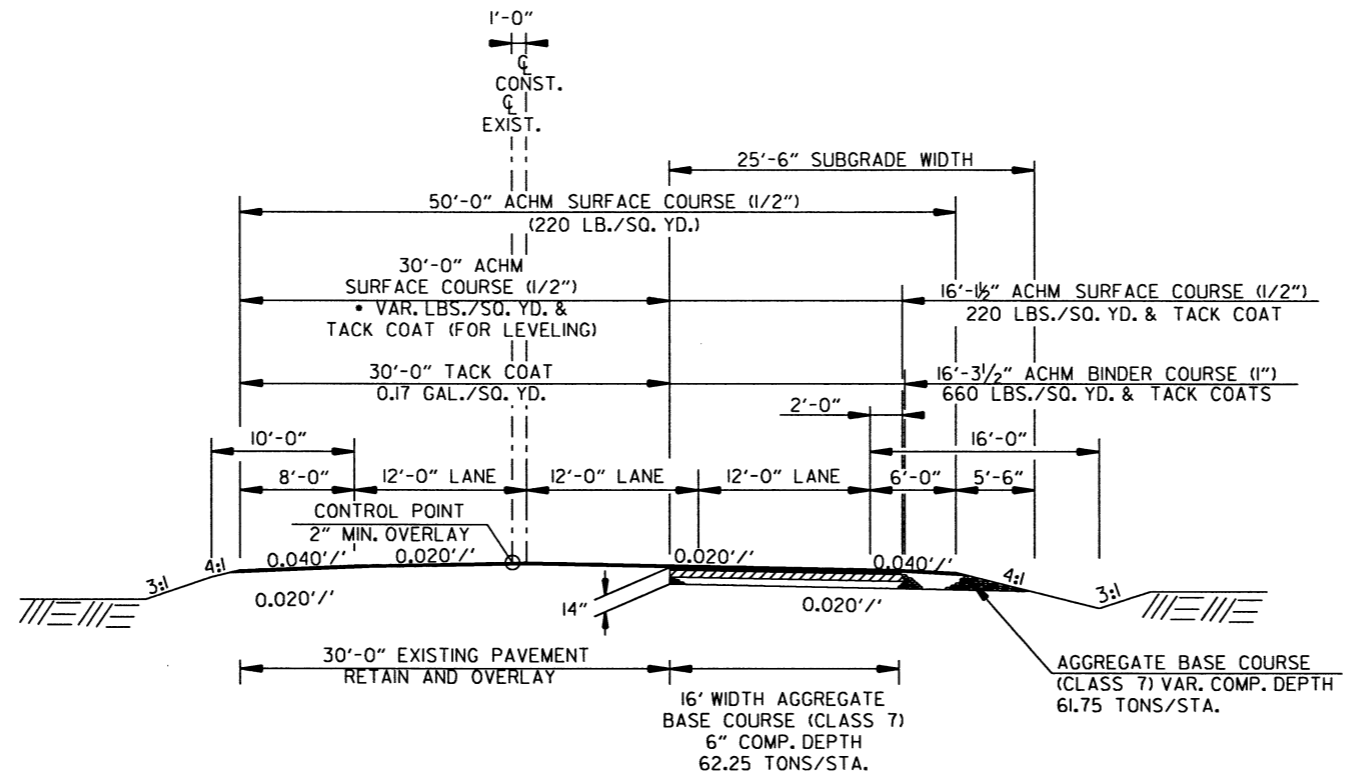 1'-0"
℄
CONST.
℄
EXIST.
25'-6" SUBGRADE WIDTH
50'-0" ACHM SURFACE COURSE (1/2")
(220 LB./SQ. YD.)
30'-0" ACHM
SURFACE COURSE (1/2")
• VAR. LBS./SQ. YD. &
TACK COAT (FOR LEVELING)
16'-1½" ACHM SURFACE COURSE (1/2")
220 LBS./SQ. YD. & TACK COAT
30'-0" TACK COAT
0.17 GAL./SQ. YD.
16'-3½" ACHM BINDER COURSE (1")
660 LBS./SQ. YD. & TACK COATS
2'-0"
10'-0"
16'-0"
8'-0"
12'-0" LANE
12'-0" LANE
12'-0" LANE
6'-0"
5'-6"
CONTROL POINT
2" MIN. OVERLAY
3:1
4:1
0.040'/'
0.020'/'
0.020'/'
0.040'/'
4:1
3:1
0.020'/'
14"
0.020'/'
30'-0" EXISTING PAVEMENT
RETAIN AND OVERLAY
16' WIDTH AGGREGATE
BASE COURSE (CLASS 7)
6" COMP. DEPTH
62.25 TONS/STA.
AGGREGATE BASE COURSE
(CLASS 7) VAR. COMP. DEPTH
61.75 TONS/STA.